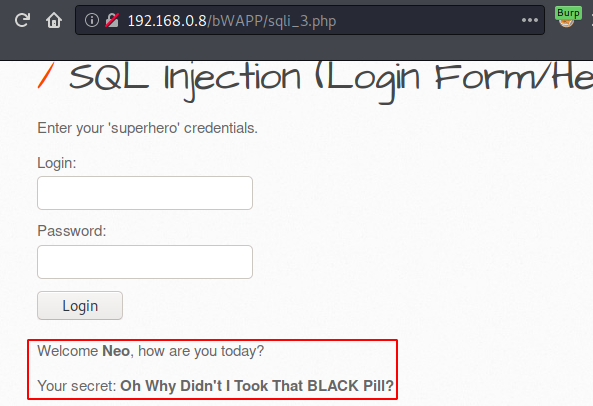 192.168.0.8/bWAPP/sqli_3.php
Burp
/ SQL Injection (Login Form/He
Enter your 'superhero' credentials.
Login:
Password:
Login
Welcome Neo, how are you today?
Your secret: Oh Why Didn't I Took That BLACK Pill?